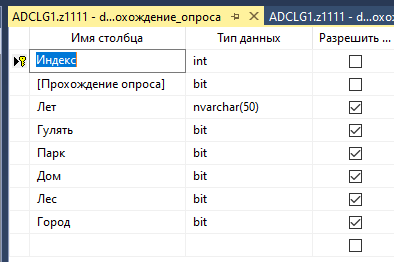 ADCLG1.z1111 - d...охождение_опроса ADCLG1.z1111 - d...охож
Имя столбца Тип данных Разрешить ...
Индекс int
[Прохождение опроса] bit
Лет nvarchar(50)
Гулять bit
Парк bit
Дом bit
Лес bit
Город bit